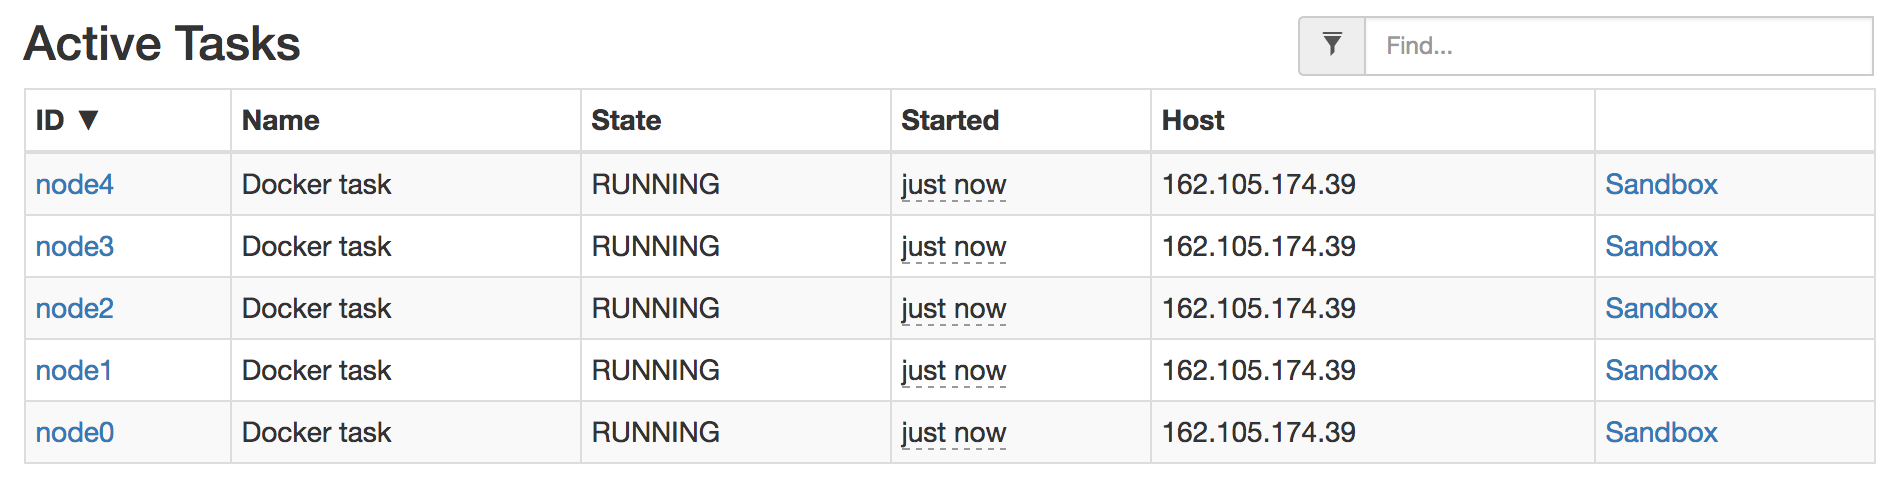 Active Tasks
Find...
ID ▼ Name State Started Host
node4 Docker task RUNNING just now 162.105.174.39 Sandbox
node3 Docker task RUNNING just now 162.105.174.39 Sandbox
node2 Docker task RUNNING just now 162.105.174.39 Sandbox
node1 Docker task RUNNING just now 162.105.174.39 Sandbox
node0 Docker task RUNNING just now 162.105.174.39 Sandbox